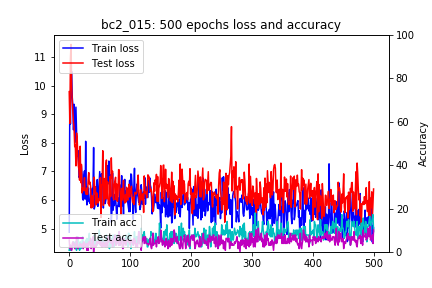 bc2_015: 500 epochs loss and accuracy
Train loss
Test loss
Train acc
Test acc
Loss
Accuracy
11
10
9
8
7
6
5
100
80
60
40
20
0
0
100
200
300
400
500